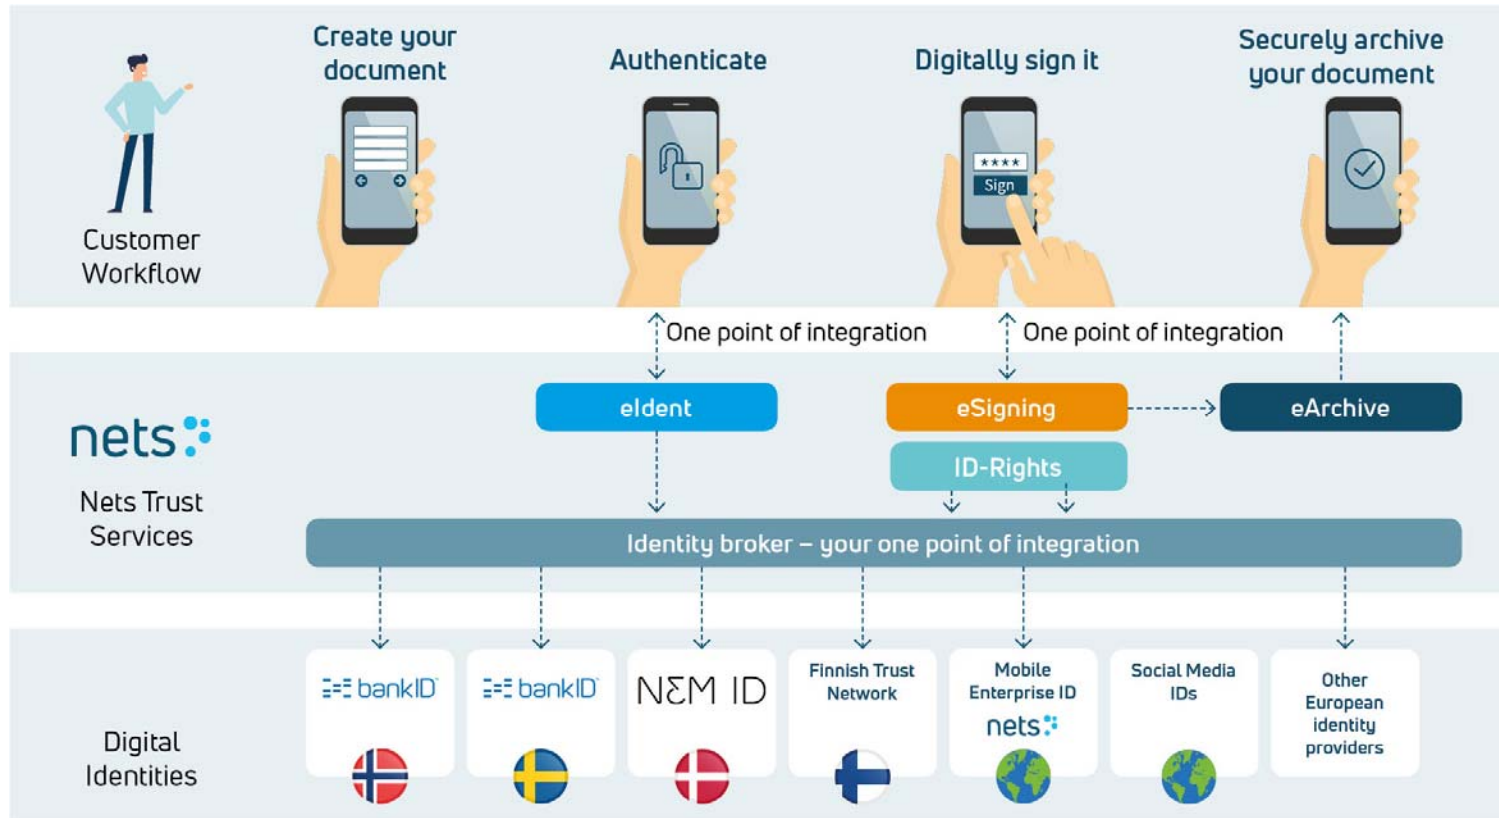 Create your
document
Authenticate
Digitally sign it
Securely archive
your document
****
Sign
Customer
Workflow
One point of integration
One point of integration
nets
Nets Trust
Services
eIdent
eSigning
eArchive
ID-Rights
Identity broker – your one point of integration
Digital
Identities
bankID
bankID
NΣM ID
Finnish Trust
Network
Mobile
Enterprise ID
nets
Social Media
IDs
Other
European
identity
providers